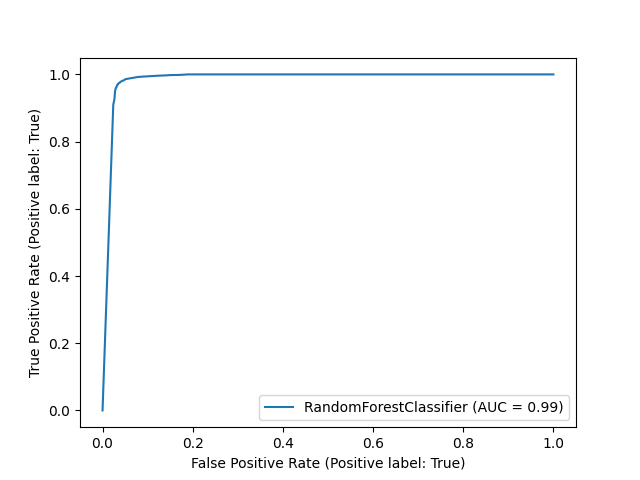 1.0
0.8
0.6
0.4
0.2
0.0
True Positive Rate (Positive label: True)
RandomForestClassifier (AUC = 0.99)
0.0 0.2 0.4 0.6 0.8 1.0
False Positive Rate (Positive label: True)